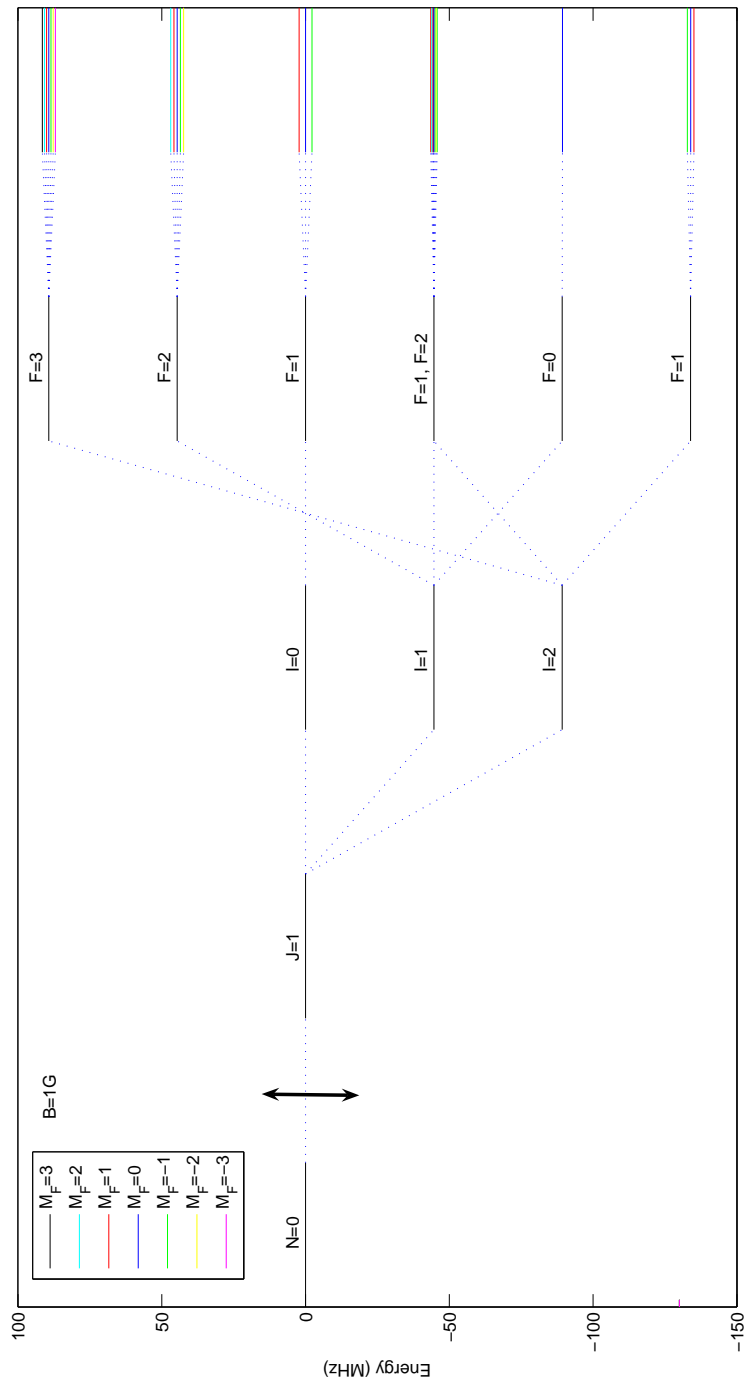 M_F=3
M_F=2
M_F=1
M_F=0
M_F=−1
M_F=−2
M_F=−3
B=1G
N=0
J=1
I=0
I=1
I=2
F=3
F=2
F=1
F=1, F=2
F=0
F=1
100
50
0
−50
−100
−150
Energy (MHz)